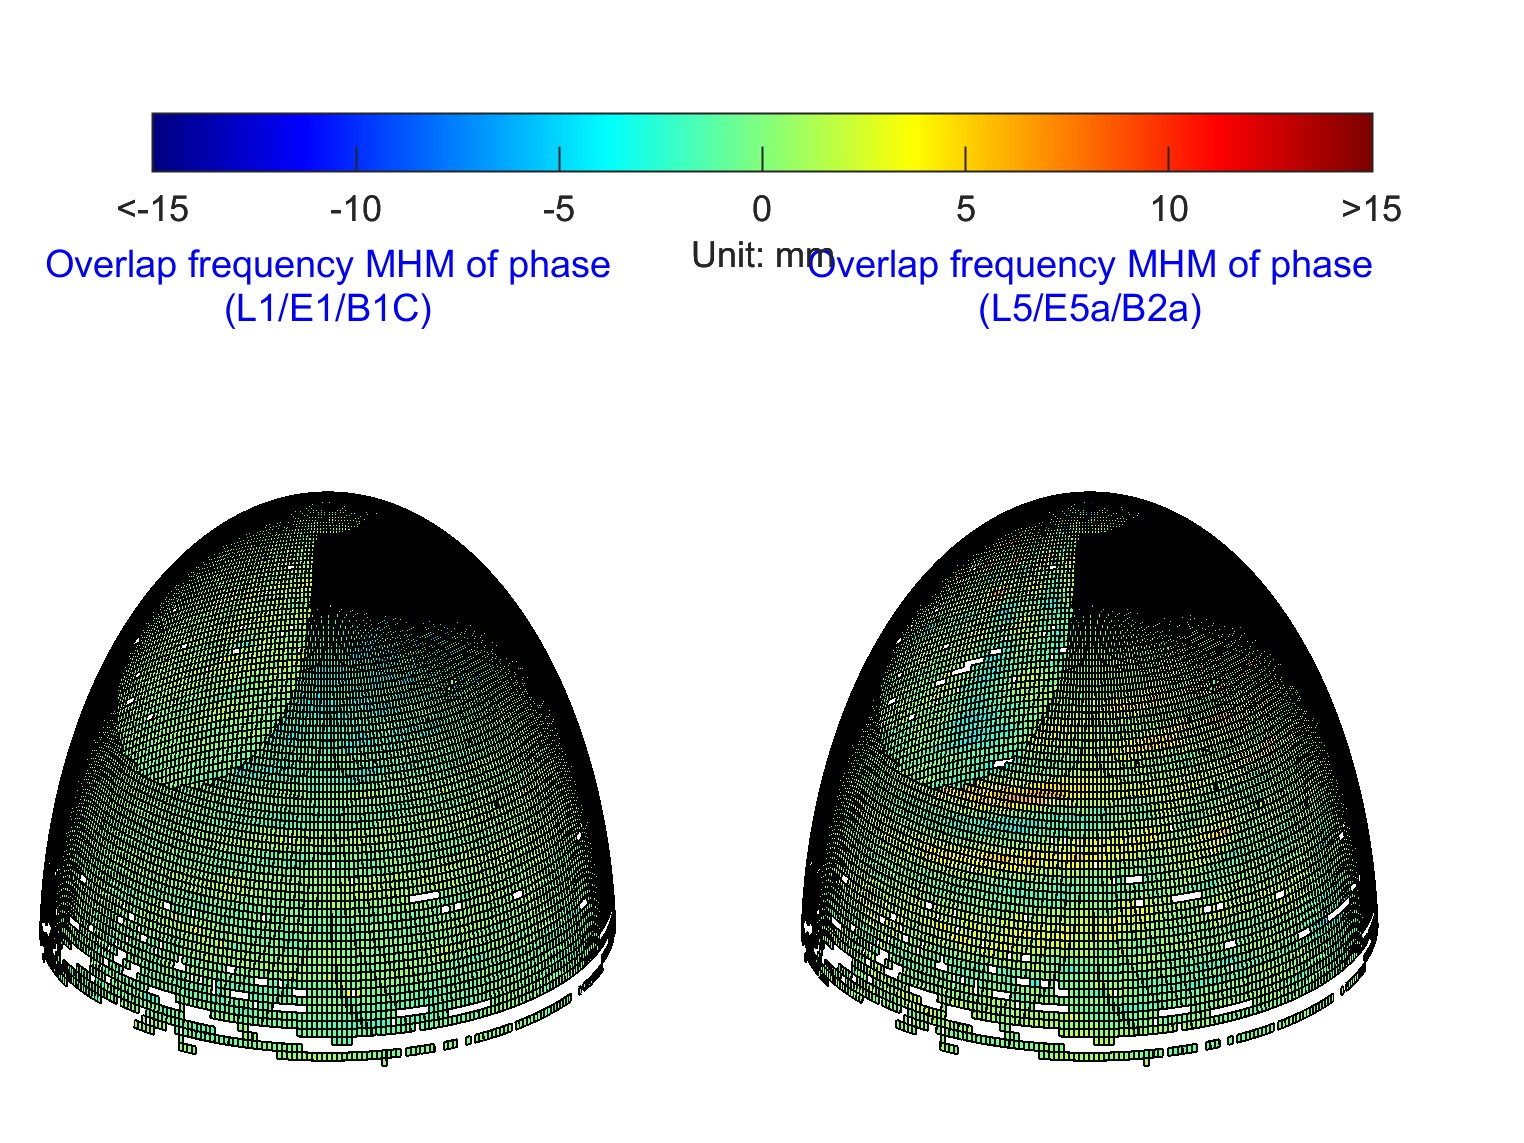 <-15 -10 -5 0 5 10 >15
Unit: mm
Overlap frequency MHM of phase
(L1/E1/B1C)
Overlap frequency MHM of phase
(L5/E5a/B2a)